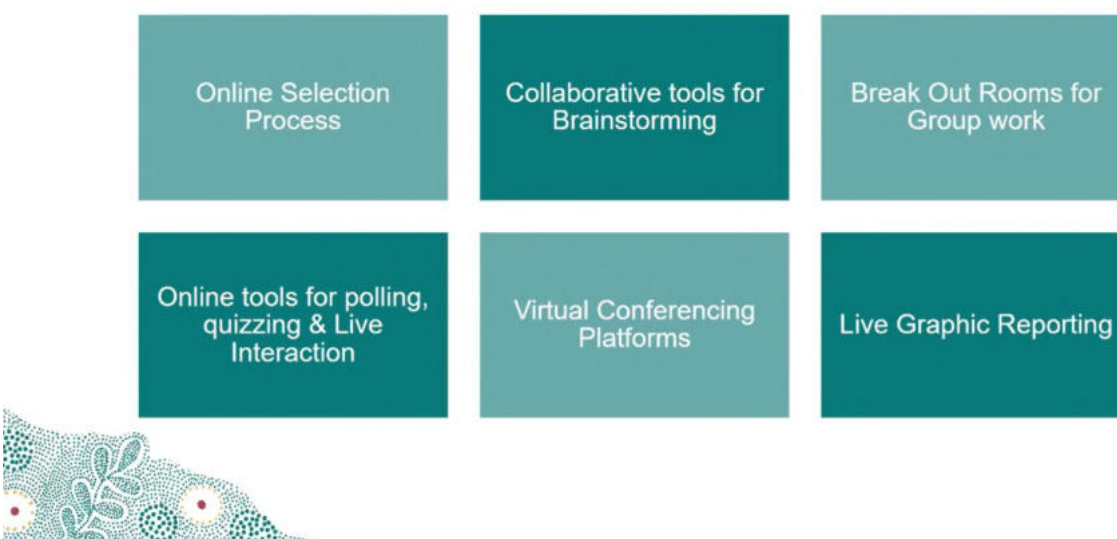 Online Selection
Process
Collaborative tools for
Brainstorming
Break Out Rooms for
Group work
Online tools for polling,
quizzing & Live
Interaction
Virtual Conferencing
Platforms
Live Graphic Reporting